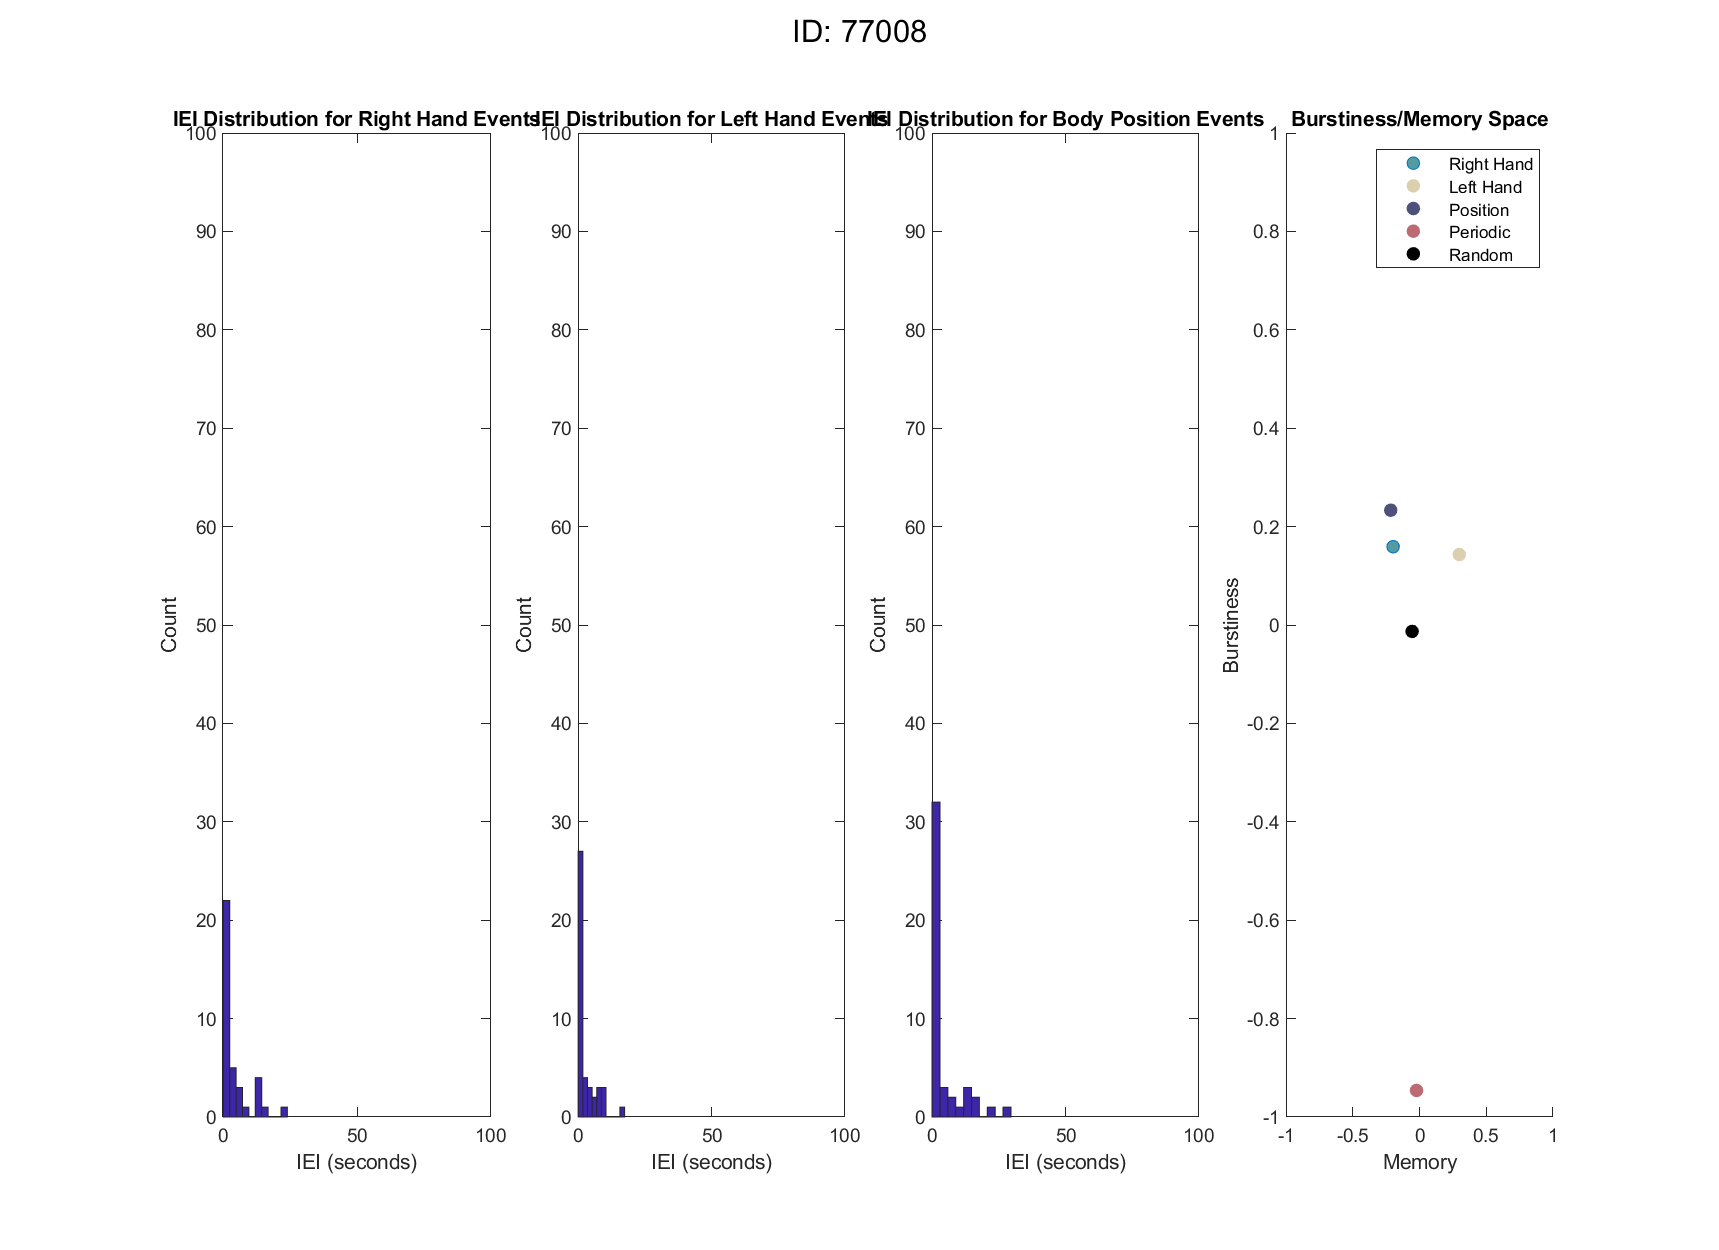 ID: 77008
IEI Distribution for Right Hand Events
100
90
80
70
60
50
40
30
20
10
0
Count
0 50 100
IEI (seconds)
IEI Distribution for Left Hand Events
100
90
80
70
60
50
40
30
20
10
0
Count
0 50 100
IEI (seconds)
IEI Distribution for Body Position Events
100
90
80
70
60
50
40
30
20
10
0
Count
0 50 100
IEI (seconds)
Burstiness/Memory Space
Right Hand
Left Hand
Position
Periodic
Random
1
0.8
0.6
0.4
0.2
0
-0.2
-0.4
-0.6
-0.8
-1
Burstiness
-1 -0.5 0 0.5 1
Memory